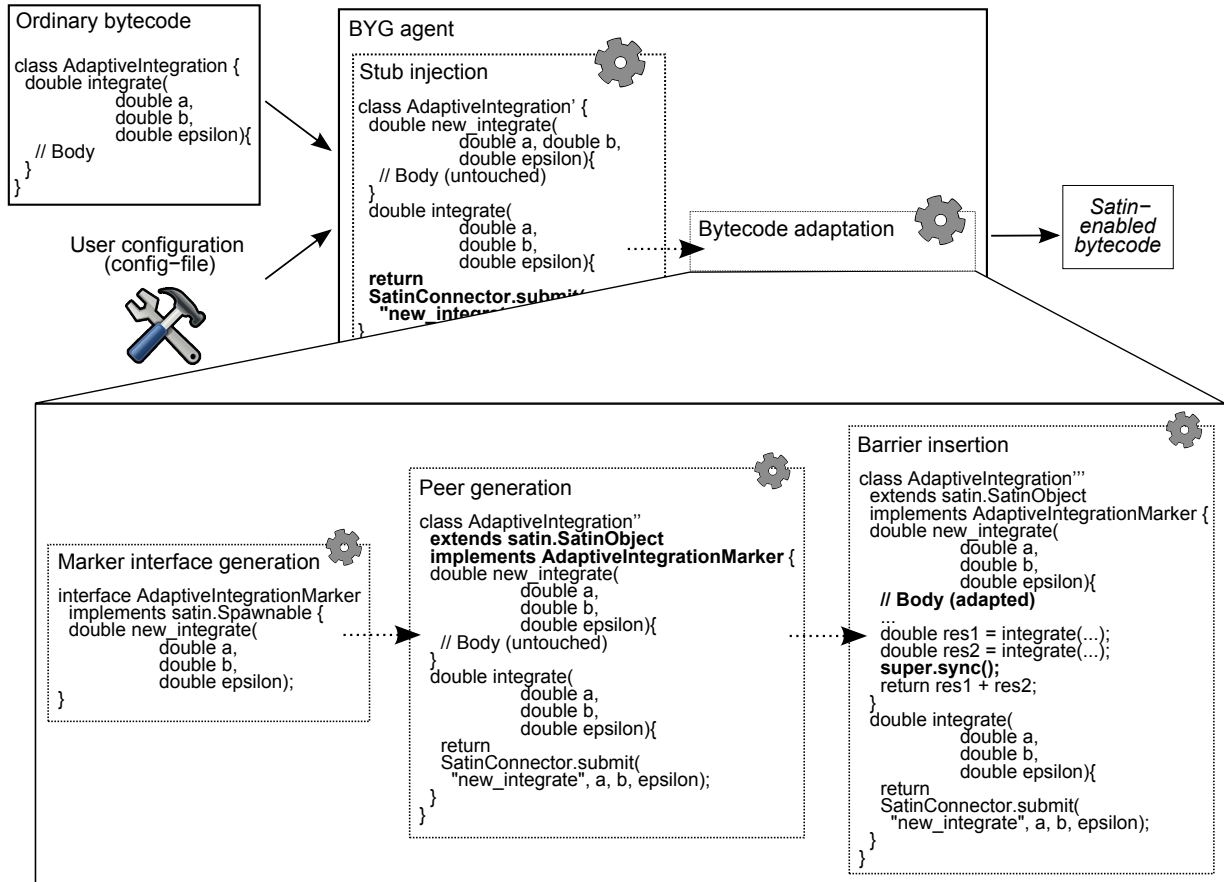 Ordinary bytecode
class AdaptiveIntegration {
double integrate(
double a,
double b,
double epsilon){
// Body
}
}
User configuration
(config−file)
BYG agent
Stub injection
class AdaptiveIntegration’ {
double new_integrate(
double a, double b,
double epsilon){
// Body (untouched)
}
double integrate(
double a,
double b,
double epsilon){
return
SatinConnector.submit(
"new_integ
}
Bytecode adaptation
Satin−
enabled
bytecode
Marker interface generation
interface AdaptiveIntegrationMarker
implements satin.Spawnable {
double new_integrate(
double a,
double b,
double epsilon);
}
Peer generation
class AdaptiveIntegration’’
extends satin.SatinObject
implements AdaptiveIntegrationMarker {
double new_integrate(
double a,
double b,
double epsilon){
// Body (untouched)
}
double integrate(
double a,
double b,
double epsilon){
return
SatinConnector.submit(
"new_integrate", a, b, epsilon);
}
}
Barrier insertion
class AdaptiveIntegration’’’
extends satin.SatinObject
implements AdaptiveIntegrationMarker {
double new_integrate(
double a,
double b,
double epsilon){
// Body (adapted)
...
double res1 = integrate(...);
double res2 = integrate(...);
super.sync();
return res1 + res2;
}
double integrate(
double a,
double b,
double epsilon){
return
SatinConnector.submit(
"new_integrate", a, b, epsilon);
}
}